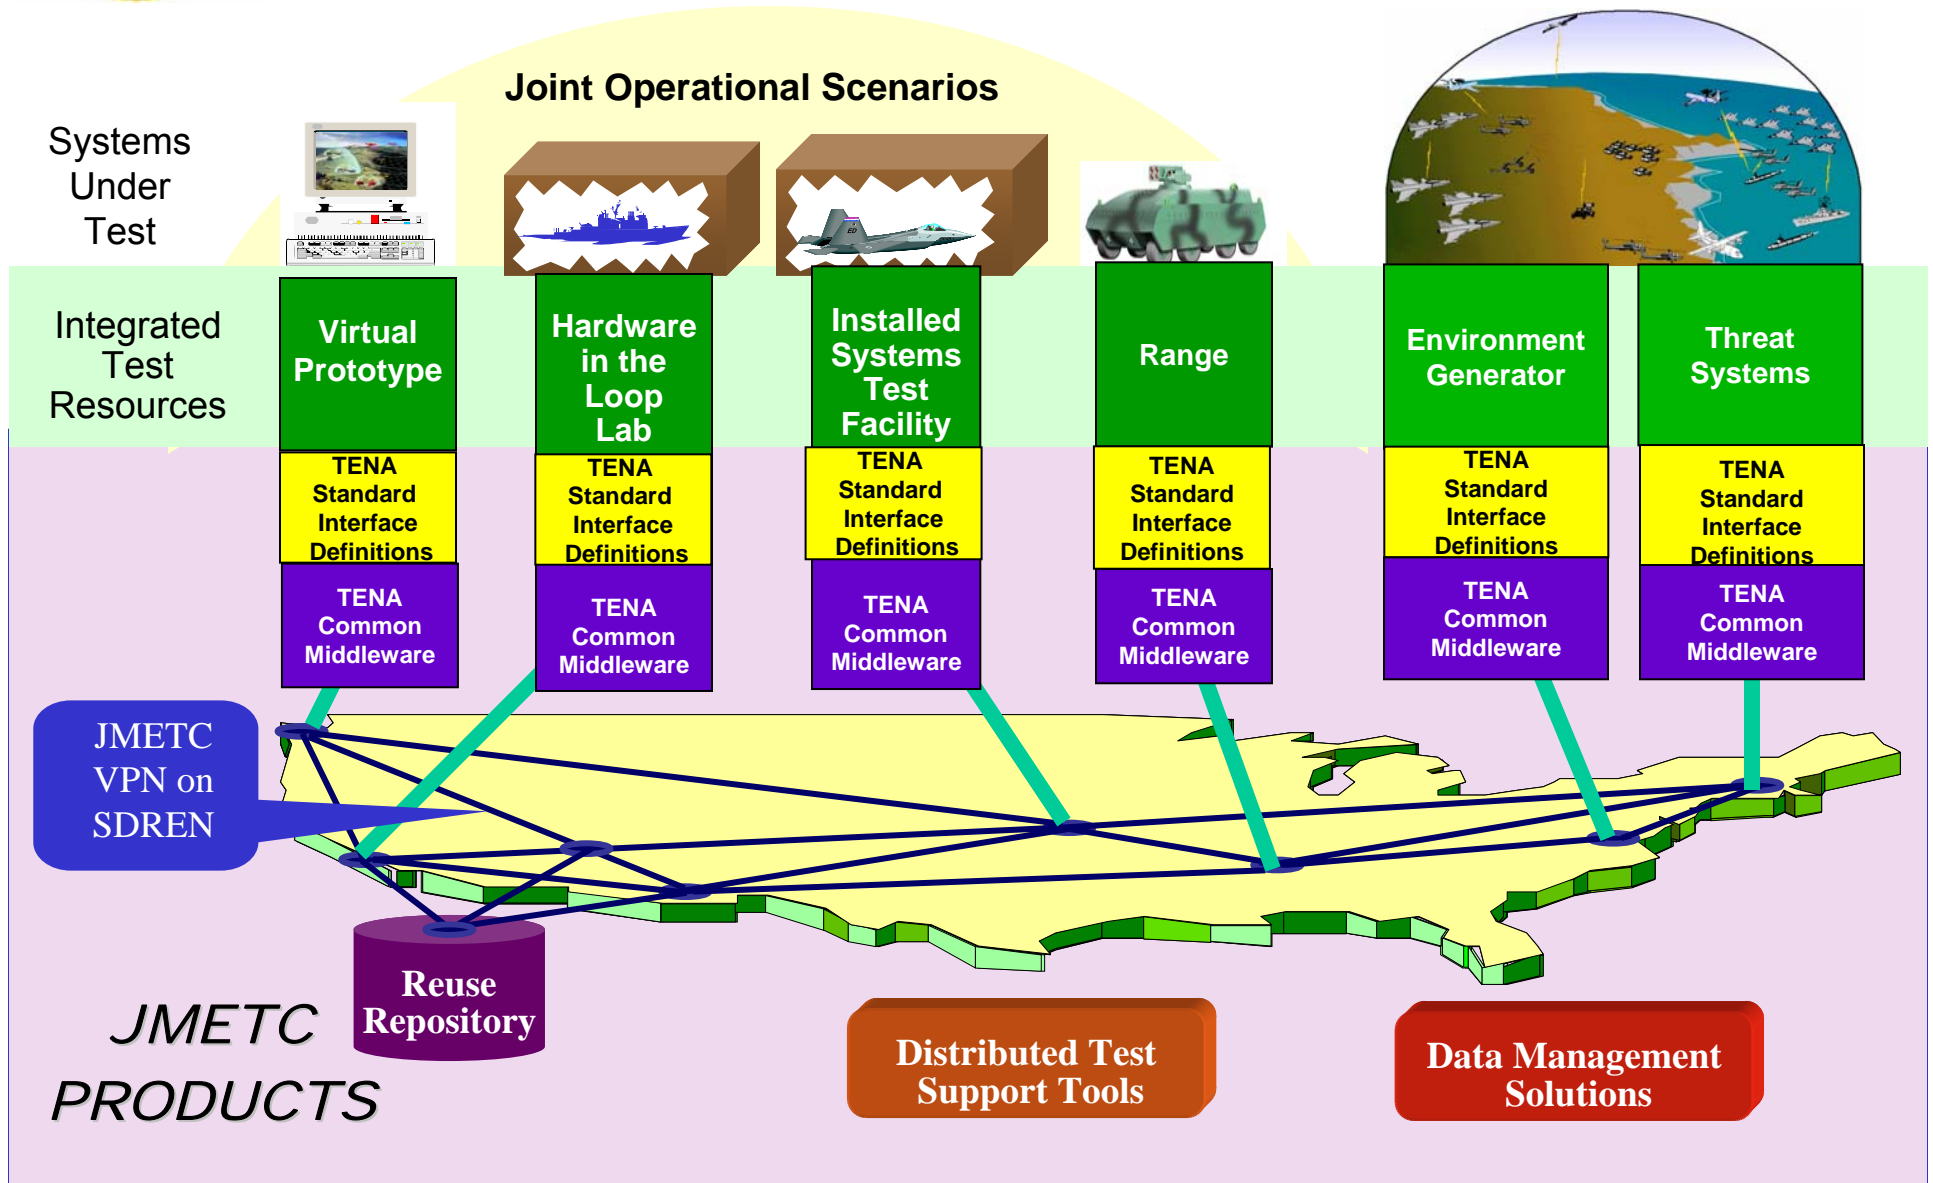 Joint Operational Scenarios
Systems
Under
Test
ED
Integrated
Test
Resources
Virtual
Prototype
Hardware
in the
Loop
Lab
Installed
Systems
Test
Facility
Range
Environment
Generator
Threat
Systems
TENA
Standard
Interface
Definitions
TENA
Standard
Interface
Definitions
TENA
Standard
Interface
Definitions
TENA
Standard
Interface
Definitions
TENA
Standard
Interface
Definitions
TENA
Standard
Interface
Definitions
TENA
Common
Middleware
TENA
Common
Middleware
TENA
Common
Middleware
TENA
Common
Middleware
TENA
Common
Middleware
TENA
Common
Middleware
JMETC
VPN on
SDREN
Reuse
Repository
JMETC
PRODUCTS
Distributed Test
Support Tools
Data Management
Solutions